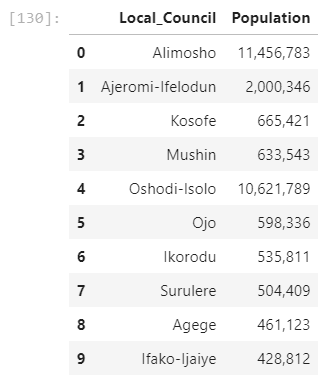 [130]:
Local_Council Population
0 Alimosho 11,456,783
1 Ajeromi-Ifelodun 2,000,346
2 Kosofe 665,421
3 Mushin 633,543
4 Oshodi-Isolo 10,621,789
5 Ojo 598,336
6 Ikorodu 535,811
7 Surulere 504,409
8 Agege 461,123
9 Ifako-Ijaiye 428,812